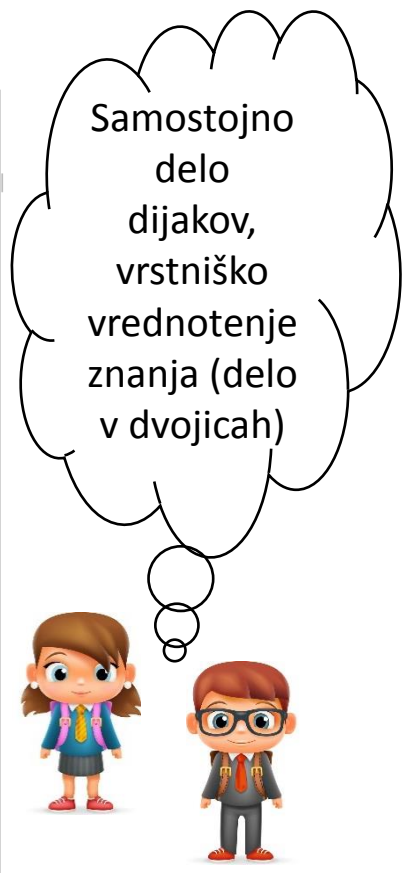 Samostojno
delo
dijakov,
vrstniško
vrednotenje
znanja (delo
v dvojicah)